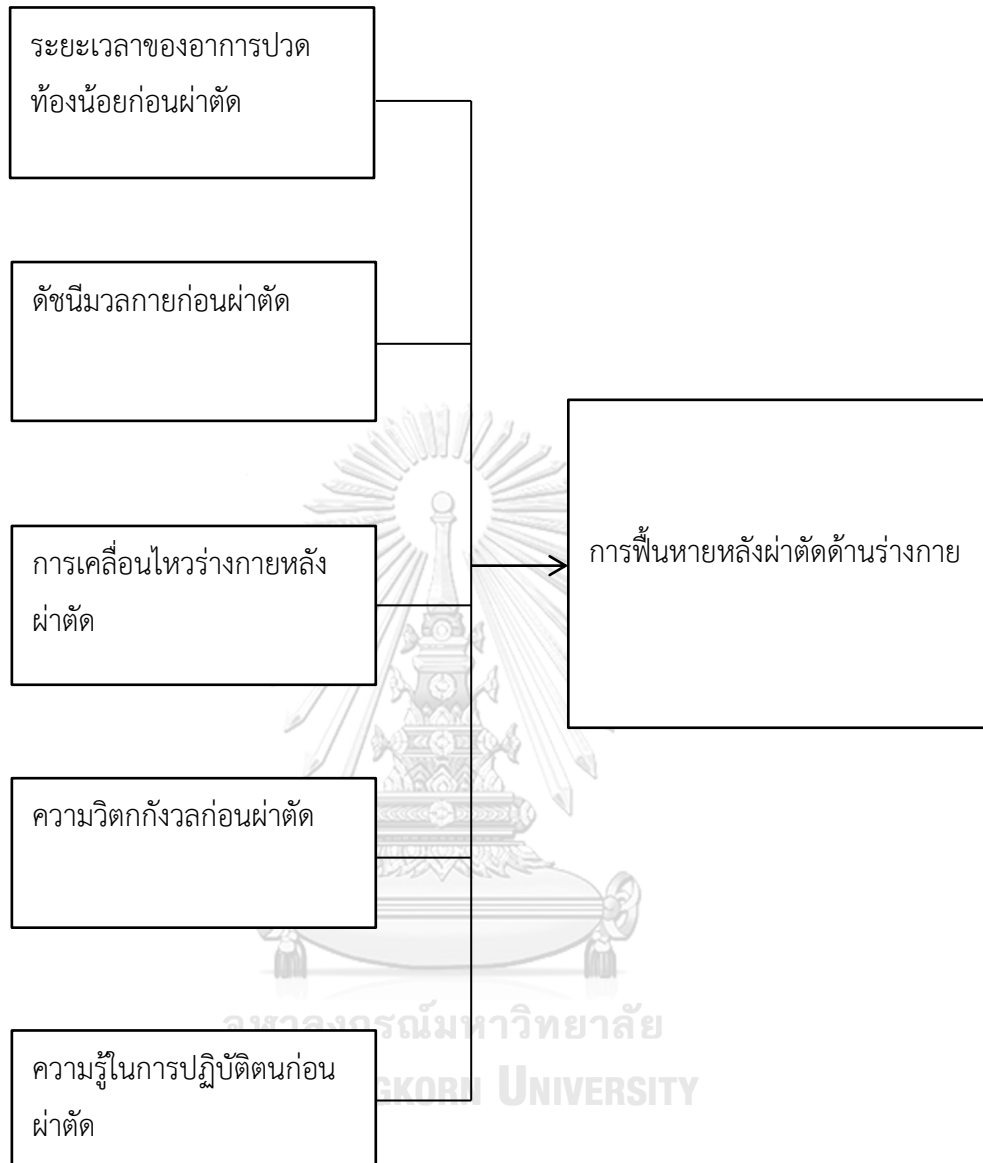 ระยะเวลาของอาการปวด
ท้องน้อยก่อนผ่าตัด
ดัชนีมวลกายก่อนผ่าตัด
การเคลื่อนไหวร่างกายหลัง
ผ่าตัด
การฟื้นหายหลังผ่าตัดด้านร่างกาย
ความวิตกกังวลก่อนผ่าตัด
จุฬาลงกรณ์มหาวิทยาลัย
ความรู้ในการปฏิบัติตนก่อน
ผ่าตัด
GKORN UNIVERSITY